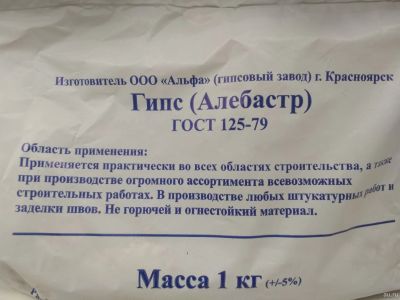 Изготовитель ООО «Альфа» (гипсовый завод) г. Красноярск
Гипс (Алебастр)
ГОСТ 125-79
Область применения:
Применяется практически во всех областях строительства, а также
при производстве огромного ассортимента всевозможных
строительных работах. В производстве любых штукатурных работ и
заделки швов. Не горючей и огнестойкий материал.
Масса 1 кг (+/-5%)